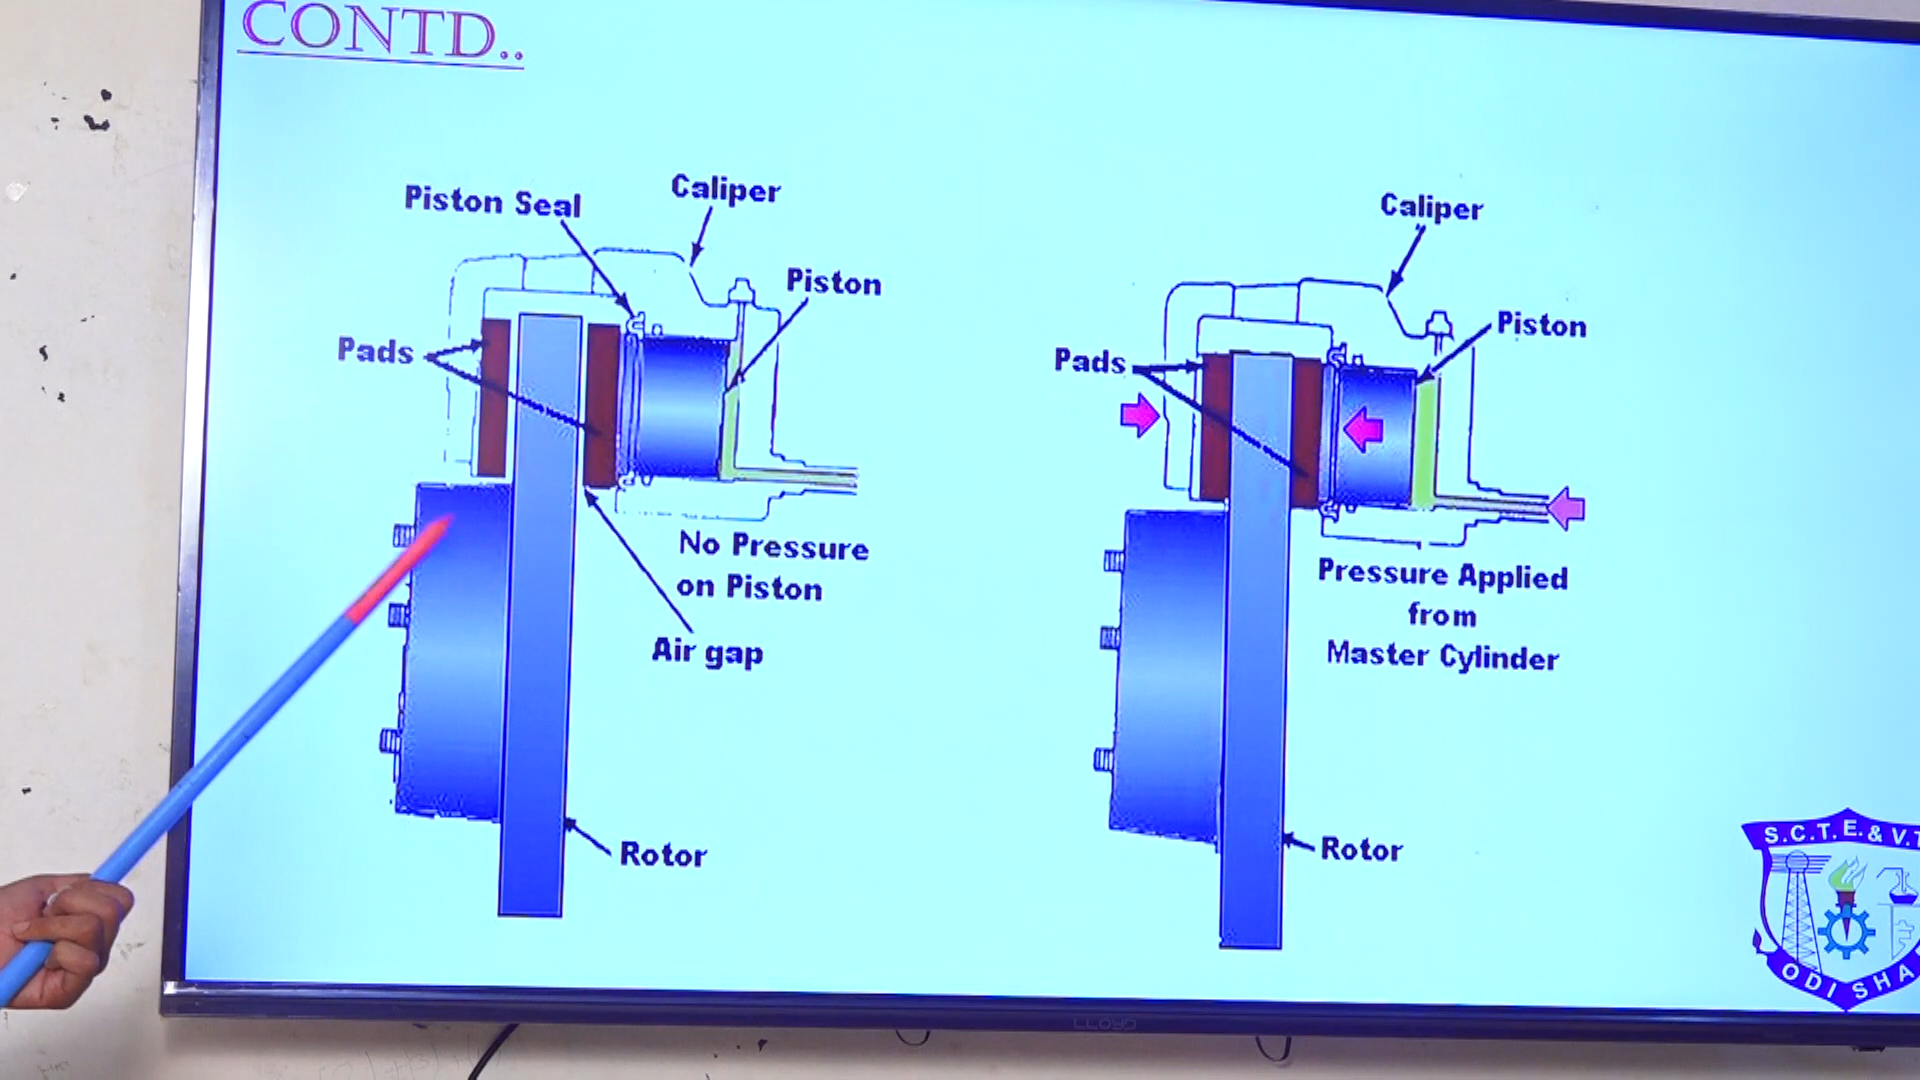 CONTD..
Piston Seal
Caliper
Piston
Pads
No Pressure
on Piston
Air gap
Rotor
Caliper
Piston
Pads
Pressure Applied
from
Master Cylinder
Rotor
S.C.T.E.& V.T
ODISHA
LLOYD